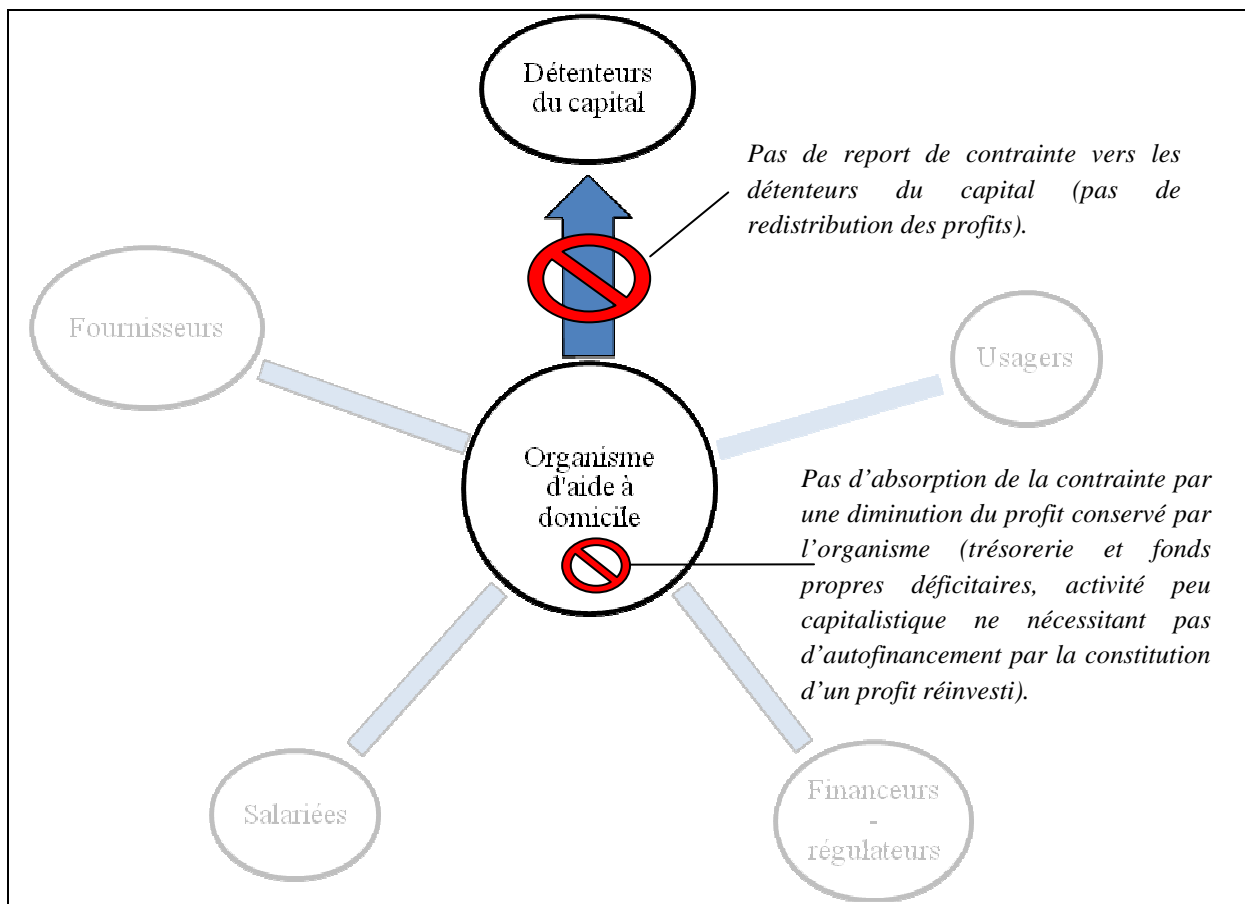 Détenteurs
du capital
Pas de report de contrainte vers les
détenteurs du capital (pas de
redistribution des profits).
Fournisseurs
Usagers
Organisme
d'aide à
domicile
Pas d’absorption de la contrainte par
une diminution du profit conservé par
l’organisme (trésorerie et fonds
propres déficitaires, activité peu
capitalistique ne nécessitant pas
d’autofinancement par la constitution
d’un profit réinvesti).
Salariées
Financeurs
-
régulateurs